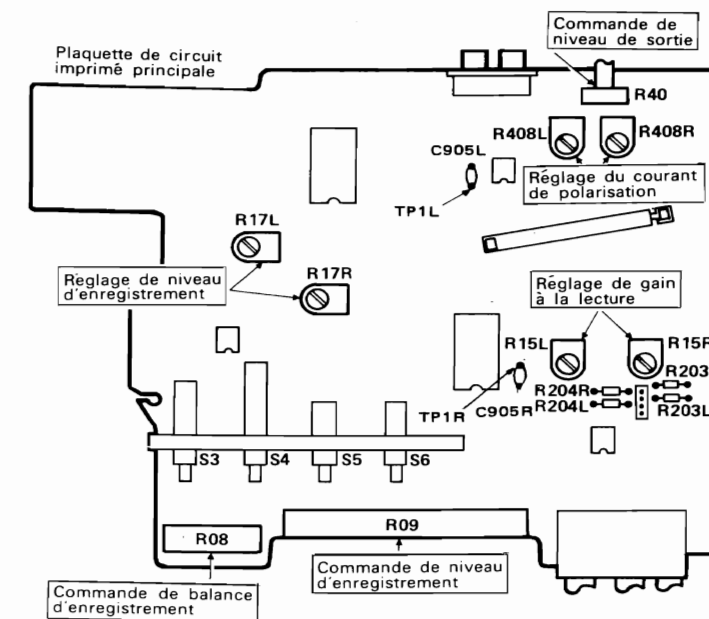 Commande de
niveau de sortie
Plaquette de circuit
imprimé principale
R40
R408L
R408R
C905L
Réglage du courant
de polarisation
TP1L
R17L
R17R
Réglage de niveau
d'enregistrement
Réglage de gain
à la lecture
R15L
R15R
R203
R204R
R204L
R203L
TP1R
C905R
S3
S4
S5
S6
R08
R09
Commande de niveau
d'enregistrement
Commande de balance
d'enregistrement